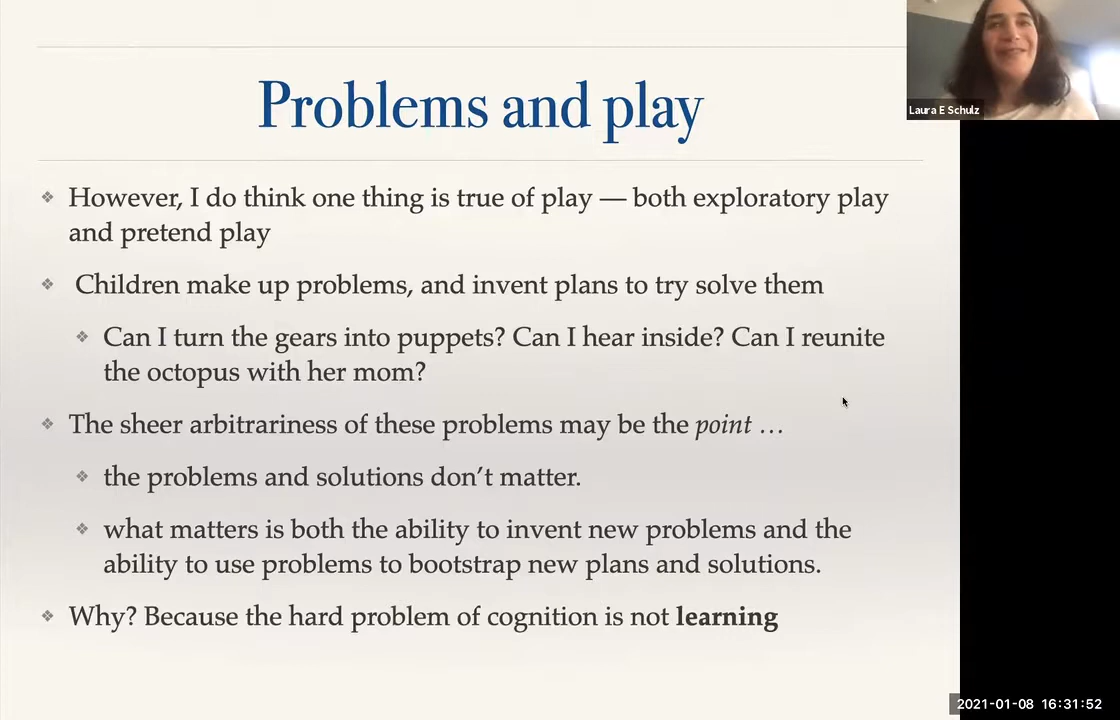 Laura E Schulz
Problems and play
❖ However, I do think one thing is true of play — both exploratory play
and pretend play
❖ Children make up problems, and invent plans to try solve them
❖ Can I turn the gears into puppets? Can I hear inside? Can I reunite
the octopus with her mom?
❖ The sheer arbitrariness of these problems may be the point …
❖ the problems and solutions don’t matter.
❖ what matters is both the ability to invent new problems and the
ability to use problems to bootstrap new plans and solutions.
❖ Why? Because the hard problem of cognition is not learning
2021-01-08 16:31:52